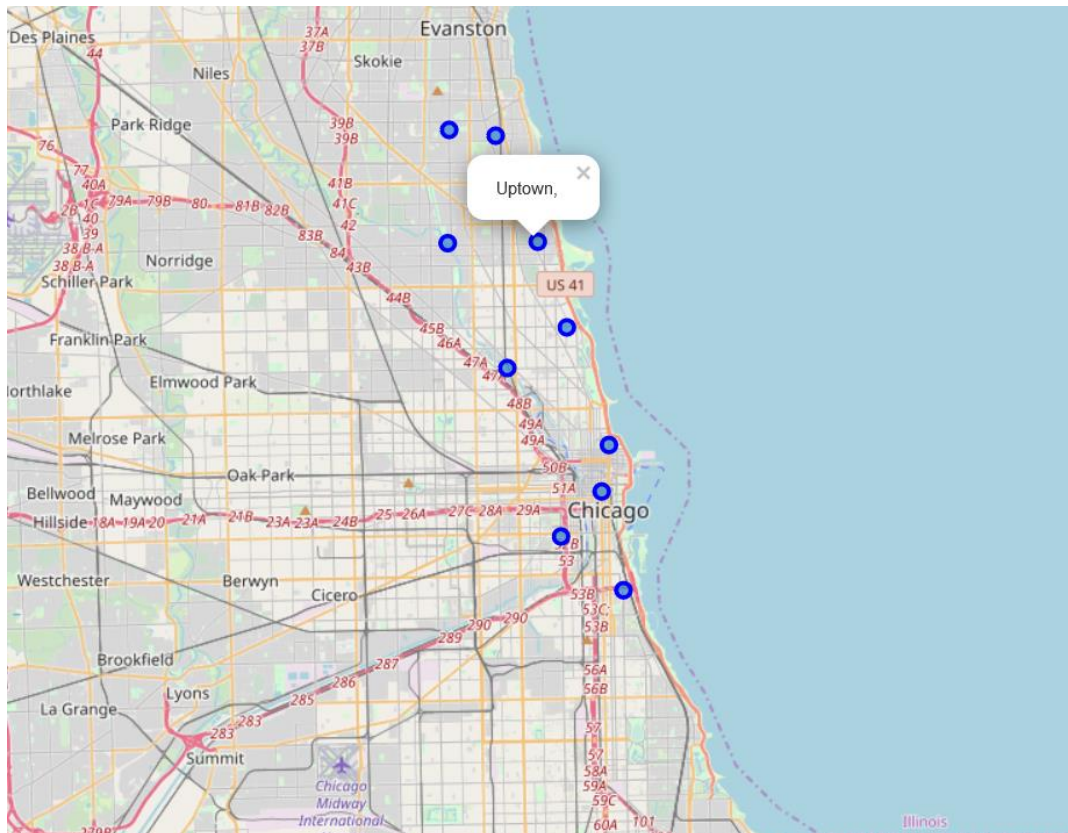 Evanston
Des Plaines
37A
37B
44
Skokie
Niles
Park Ridge
39B
39B
76
77
40A
1C
2B
79A
79B
80
81B
82B
41B
41C
42
40
39
38 B-A
38 B-A
83B
84
43B
Uptown,
×
Norridge
Schiller Park
US 41
44B
45B
46A
47A
Franklin Park
Elmwood Park
orthlake
48B
49A
49A
Melrose Park
Oak Park
50B
51A
Bellwood
Maywood
Chicago
Hillside
18A
19A
20
21A
21B
23A
23A
24B
25
26A
27C
28A
29A
53
Westchester
Berwyn
Cicero
53B
53C;
53B
290
290
289
287
286
285
283
283
Brookfield
Lyons
La Grange
Summit
56A
56B
57
57
58A
59A
59C
60A
101
Chicago
Midway
International
279B
Illinois